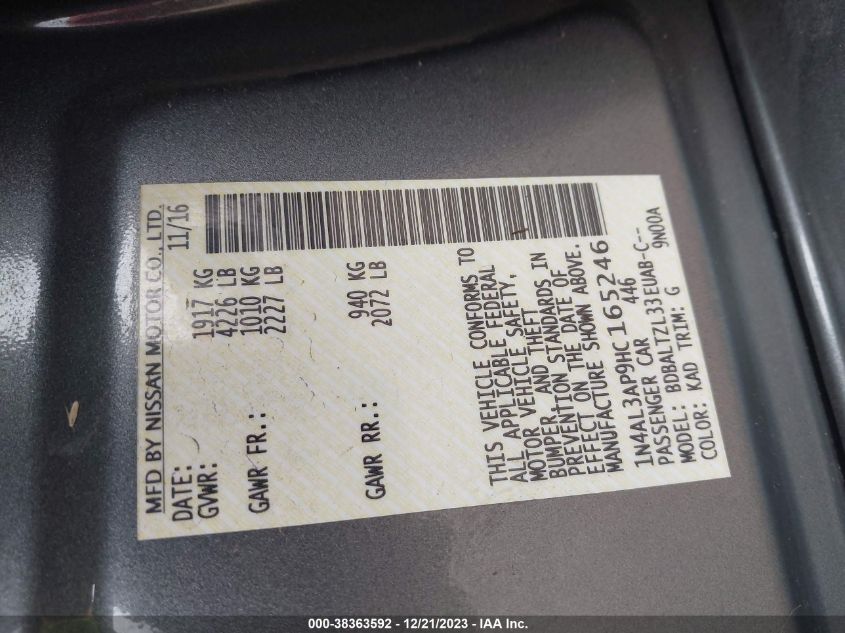 MFD BY NISSAN MOTOR CO., LTD.
DATE: 11/16
GVWR: 1917 KG
4226 LB
GAWR FR.: 1010 KG
2227 LB
GAWR RR.: 940 KG
2072 LB
THIS VEHICLE CONFORMS TO
ALL APPLICABLE FEDERAL
MOTOR VEHICLE SAFETY,
BUMPER, AND THEFT
PREVENTION STANDARDS IN
EFFECT ON THE DATE OF
MANUFACTURE SHOWN ABOVE.
1N4AL3AP9HC165246
PASSENGER CAR 446
MODEL: BDBALTZL33EUAB-C--
COLOR: KAD TRIM: G 9N00A
000-38363592 - 12/21/2023 - IAA Inc.